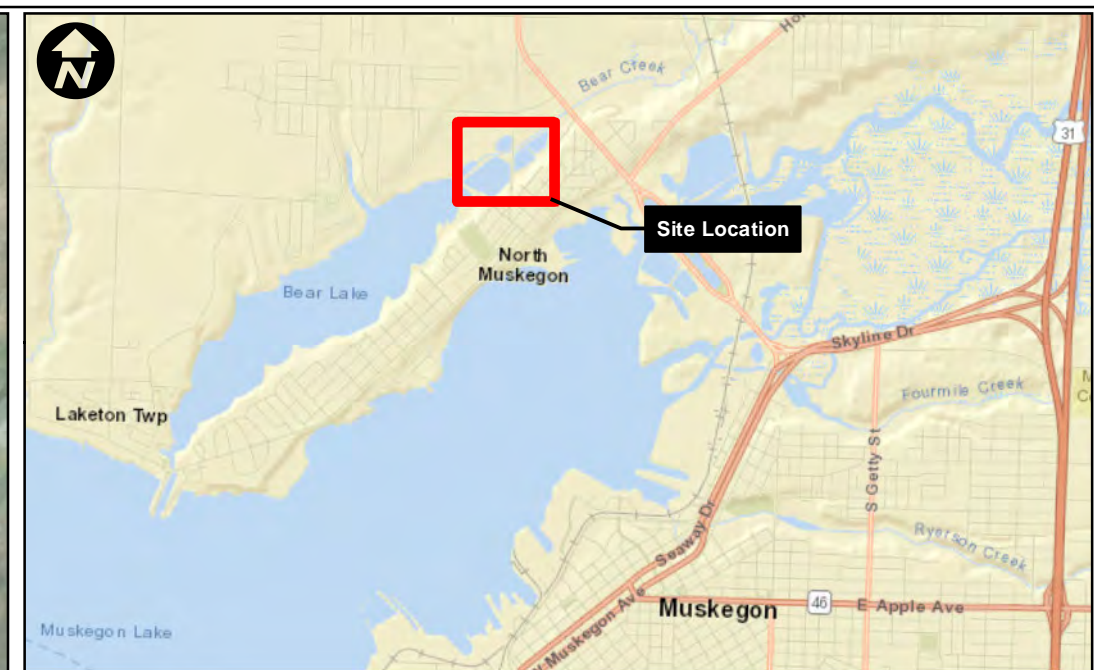 N
Bear Creek
31
Site Location
North
Muskegon
Bear Lake
Skyline Dr
Fourmile Creek
Laketon Twp
S Getty St
Seaway Dr
Ryerson Creek
Muskegon
46
E Apple Ave
Muskegon Ave
Muskegon Lake